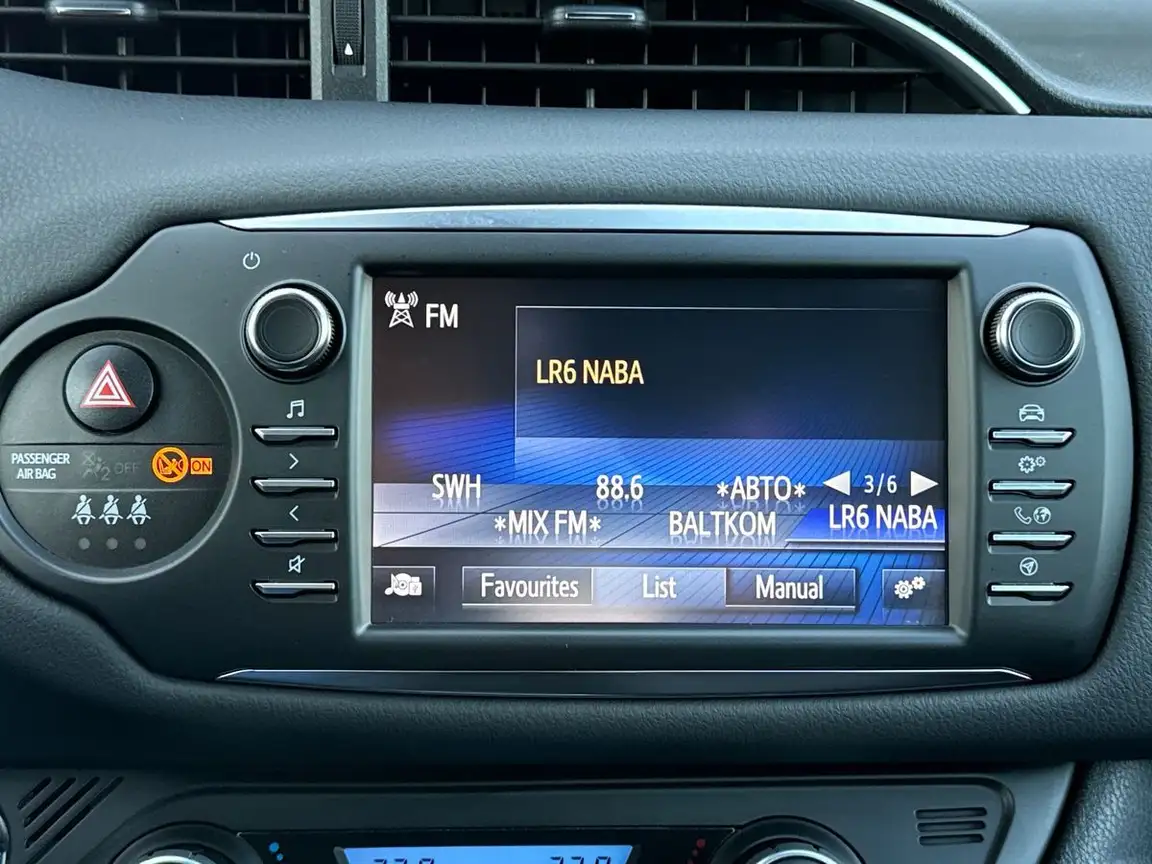 FM
LR6 NABA
PASSENGER
AIR BAG
2 OFF
ON
SWH 88.6 *ABTO* 3/6
*MIX FM* BALTKOM LR6 NABA
Favourites List Manual